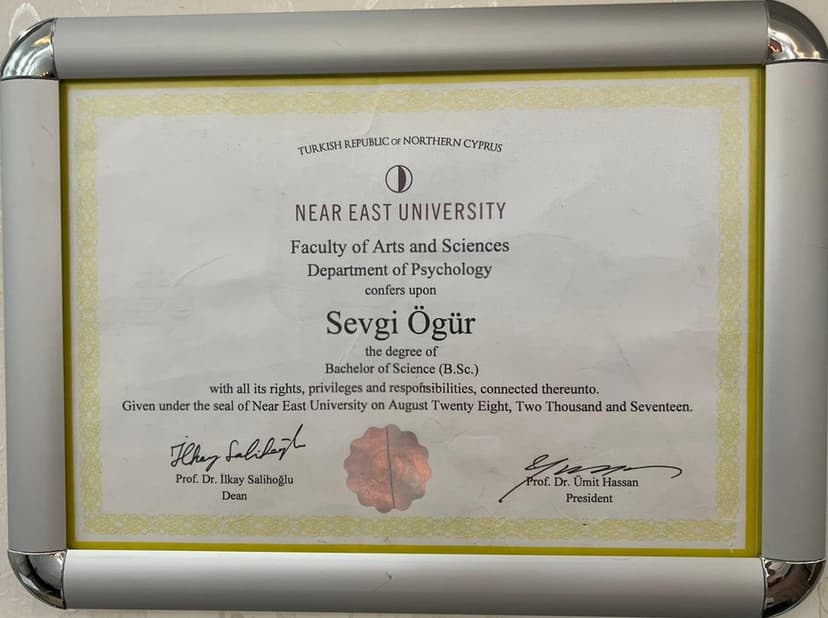 TURKISH REPUBLIC OF NORTHERN CYPRUS
NEAR EAST UNIVERSITY
Faculty of Arts and Sciences
Department of Psychology
confers upon
Sevgi Ögür
the degree of
Bachelor of Science (B.Sc.)
with all its rights, privileges and responsibilities, connected thereunto.
Given under the seal of Near East University on August Twenty Eight, Two Thousand and Seventeen.
İlkay Salihoğlu
Prof. Dr. İlkay Salihoğlu
Dean
Prof. Dr. Ümit Hassan
President